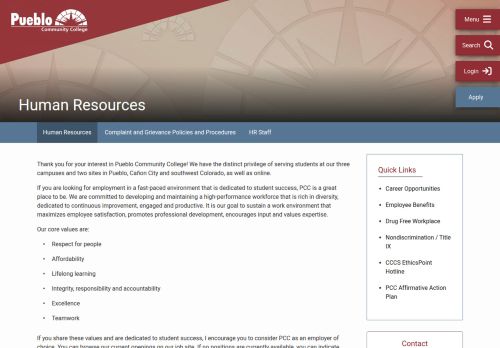 Pueblo
Community College
Menu
Search
Login
Apply
Human Resources
Human Resources
Complaint and Grievance Policies and Procedures
HR Staff
Thank you for your interest in Pueblo Community College! We have the distinct privilege of serving students at our three
campuses and two sites in Pueblo, Cañon City and southwest Colorado, as well as online.
If you are looking for employment in a fast-paced environment that is dedicated to student success, PCC is a great
place to be. We are committed to developing and maintaining a high-performance workforce that is rich in diversity,
dedicated to continuous improvement, engaged and productive. It is our goal to sustain a work environment that
maximizes employee satisfaction, promotes professional development, encourages input and values expertise.
Our core values are:
Respect for people
Affordability
Lifelong learning
Integrity, responsibility and accountability
Excellence
Teamwork
If you share these values and are dedicated to student success, I encourage you to consider PCC as an employer of
choice. You can browse our current openings on our job site. If no positions are currently available, you can indicate
Quick Links
Career Opportunities
Employee Benefits
Drug Free Workplace
Nondiscrimination / Title
IX
CCCS EthicsPoint
Hotline
PCC Affirmative Action
Plan
Contact